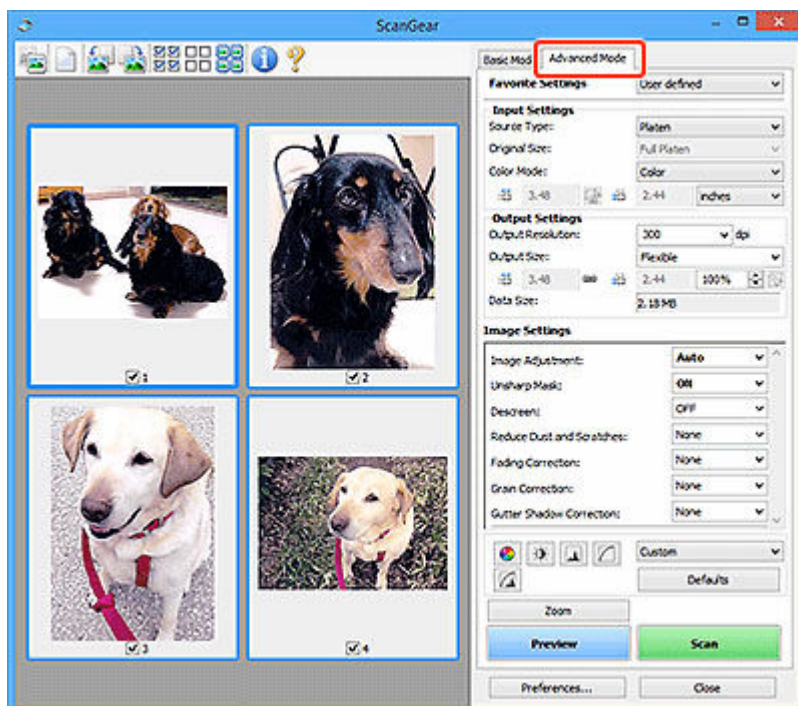 ScanGear
Basic Mod
Advanced Mode
Favorite Settings
User defined
Input Settings
Source Type:
Platen
Original Size:
Full Platen
Color Mode:
Color
3.48
2.44
inches
Output Settings
Output Resolution:
300
dpi
Output Size:
Flexible
3.48
2.44
100%
Data Size:
2.18 MB
Image Settings
Image Adjustment:
Auto
Unsharp Mask:
ON
Descreen:
OFF
Reduce Dust and Scratches:
None
Fading Correction:
None
Grain Correction:
None
Gutter Shadow Correction:
None
Custom
Defaults
Zoom
Preview
Scan
Preferences...
Close
1
2
3
4